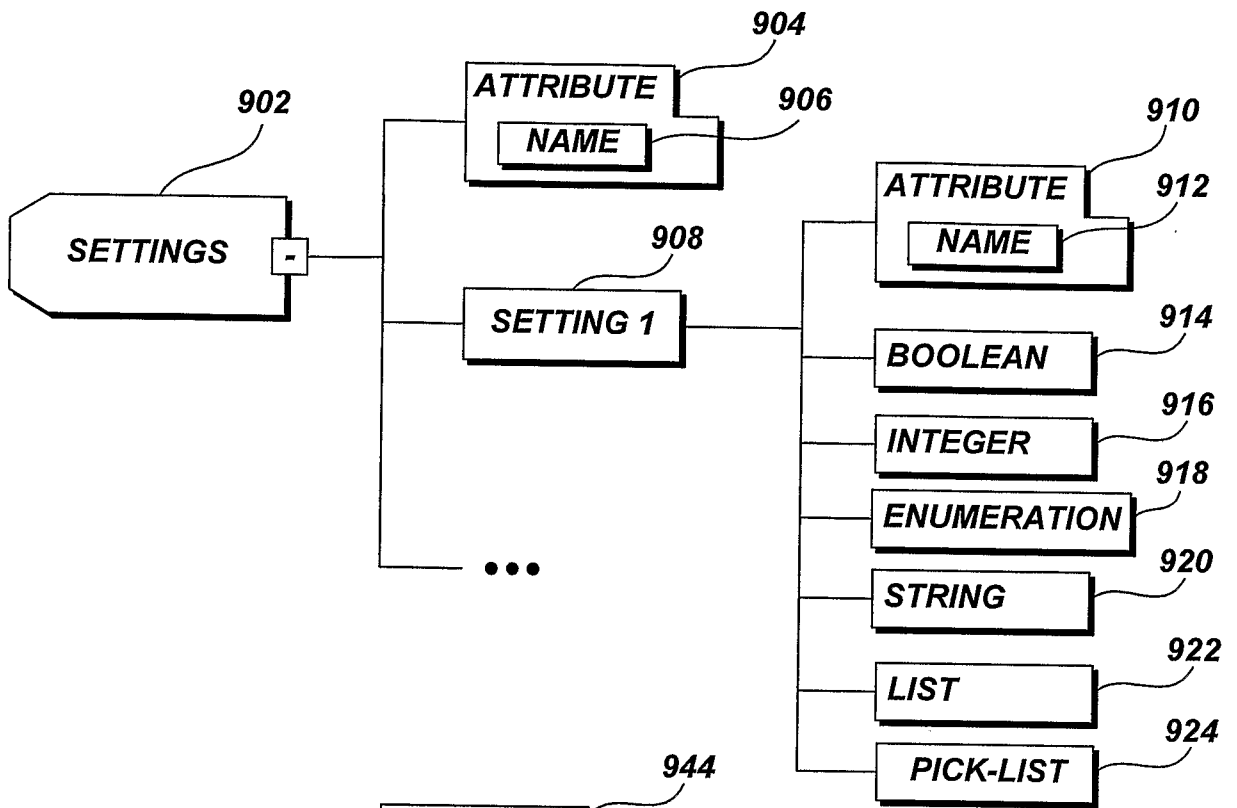 904
ATTRIBUTE
902
906
NAME
910
ATTRIBUTE
912
SETTINGS
-
908
NAME
SETTING 1
914
BOOLEAN
916
INTEGER
918
ENUMERATION
•••
920
STRING
922
LIST
924
PICK-LIST
944